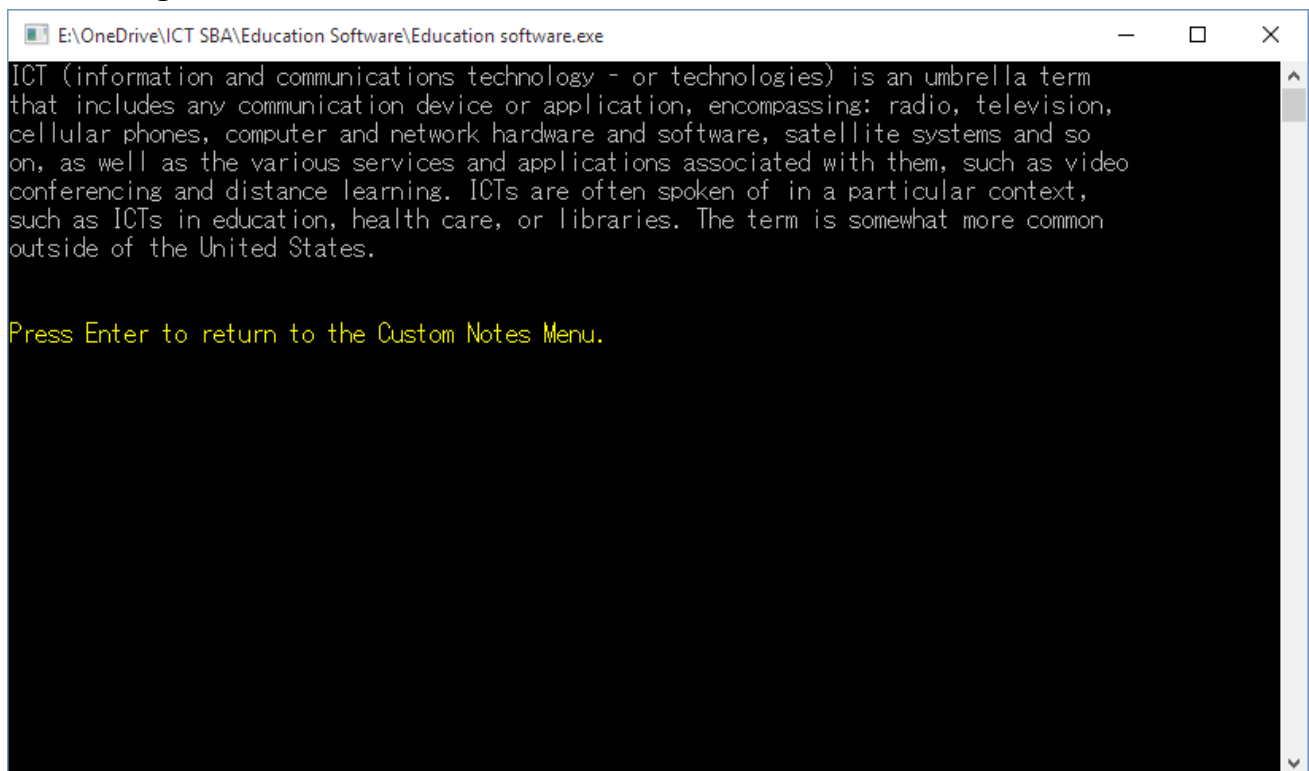 E:\OneDrive\ICT SBA\Education Software\Education software.exe
ICT (information and communications technology - or technologies) is an umbrella term
that includes any communication device or application, encompassing: radio, television,
cellular phones, computer and network hardware and software, satellite systems and so
on, as well as the various services and applications associated with them, such as video
conferencing and distance learning. ICTs are often spoken of in a particular context,
such as ICTs in education, health care, or libraries. The term is somewhat more common
outside of the United States.
Press Enter to return to the Custom Notes Menu.